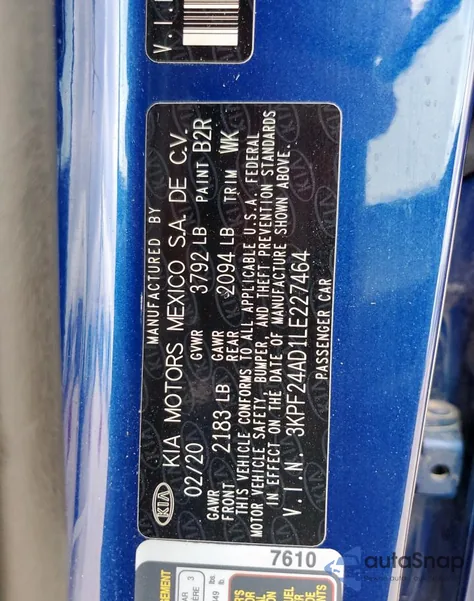 V.I.
MANUFACTURED BY
KIA KIA MOTORS MEXICO S.A. DE C.V.
02/20 GVWR 3792 LB PAINT B2R
GAWR FRONT 2183 LB GAWR REAR 2094 LB TRIM WK
THIS VEHICLE CONFORMS TO ALL APPLICABLE U.S.A. FEDERAL
MOTOR VEHICLE SAFETY, BUMPER, AND THEFT PREVENTION STANDARDS
IN EFFECT ON THE DATE OF MANUFACTURE SHOWN ABOVE.
V.I.N. 3KPF24AD1LE227464
PASSENGER CAR
7610
autoSnap